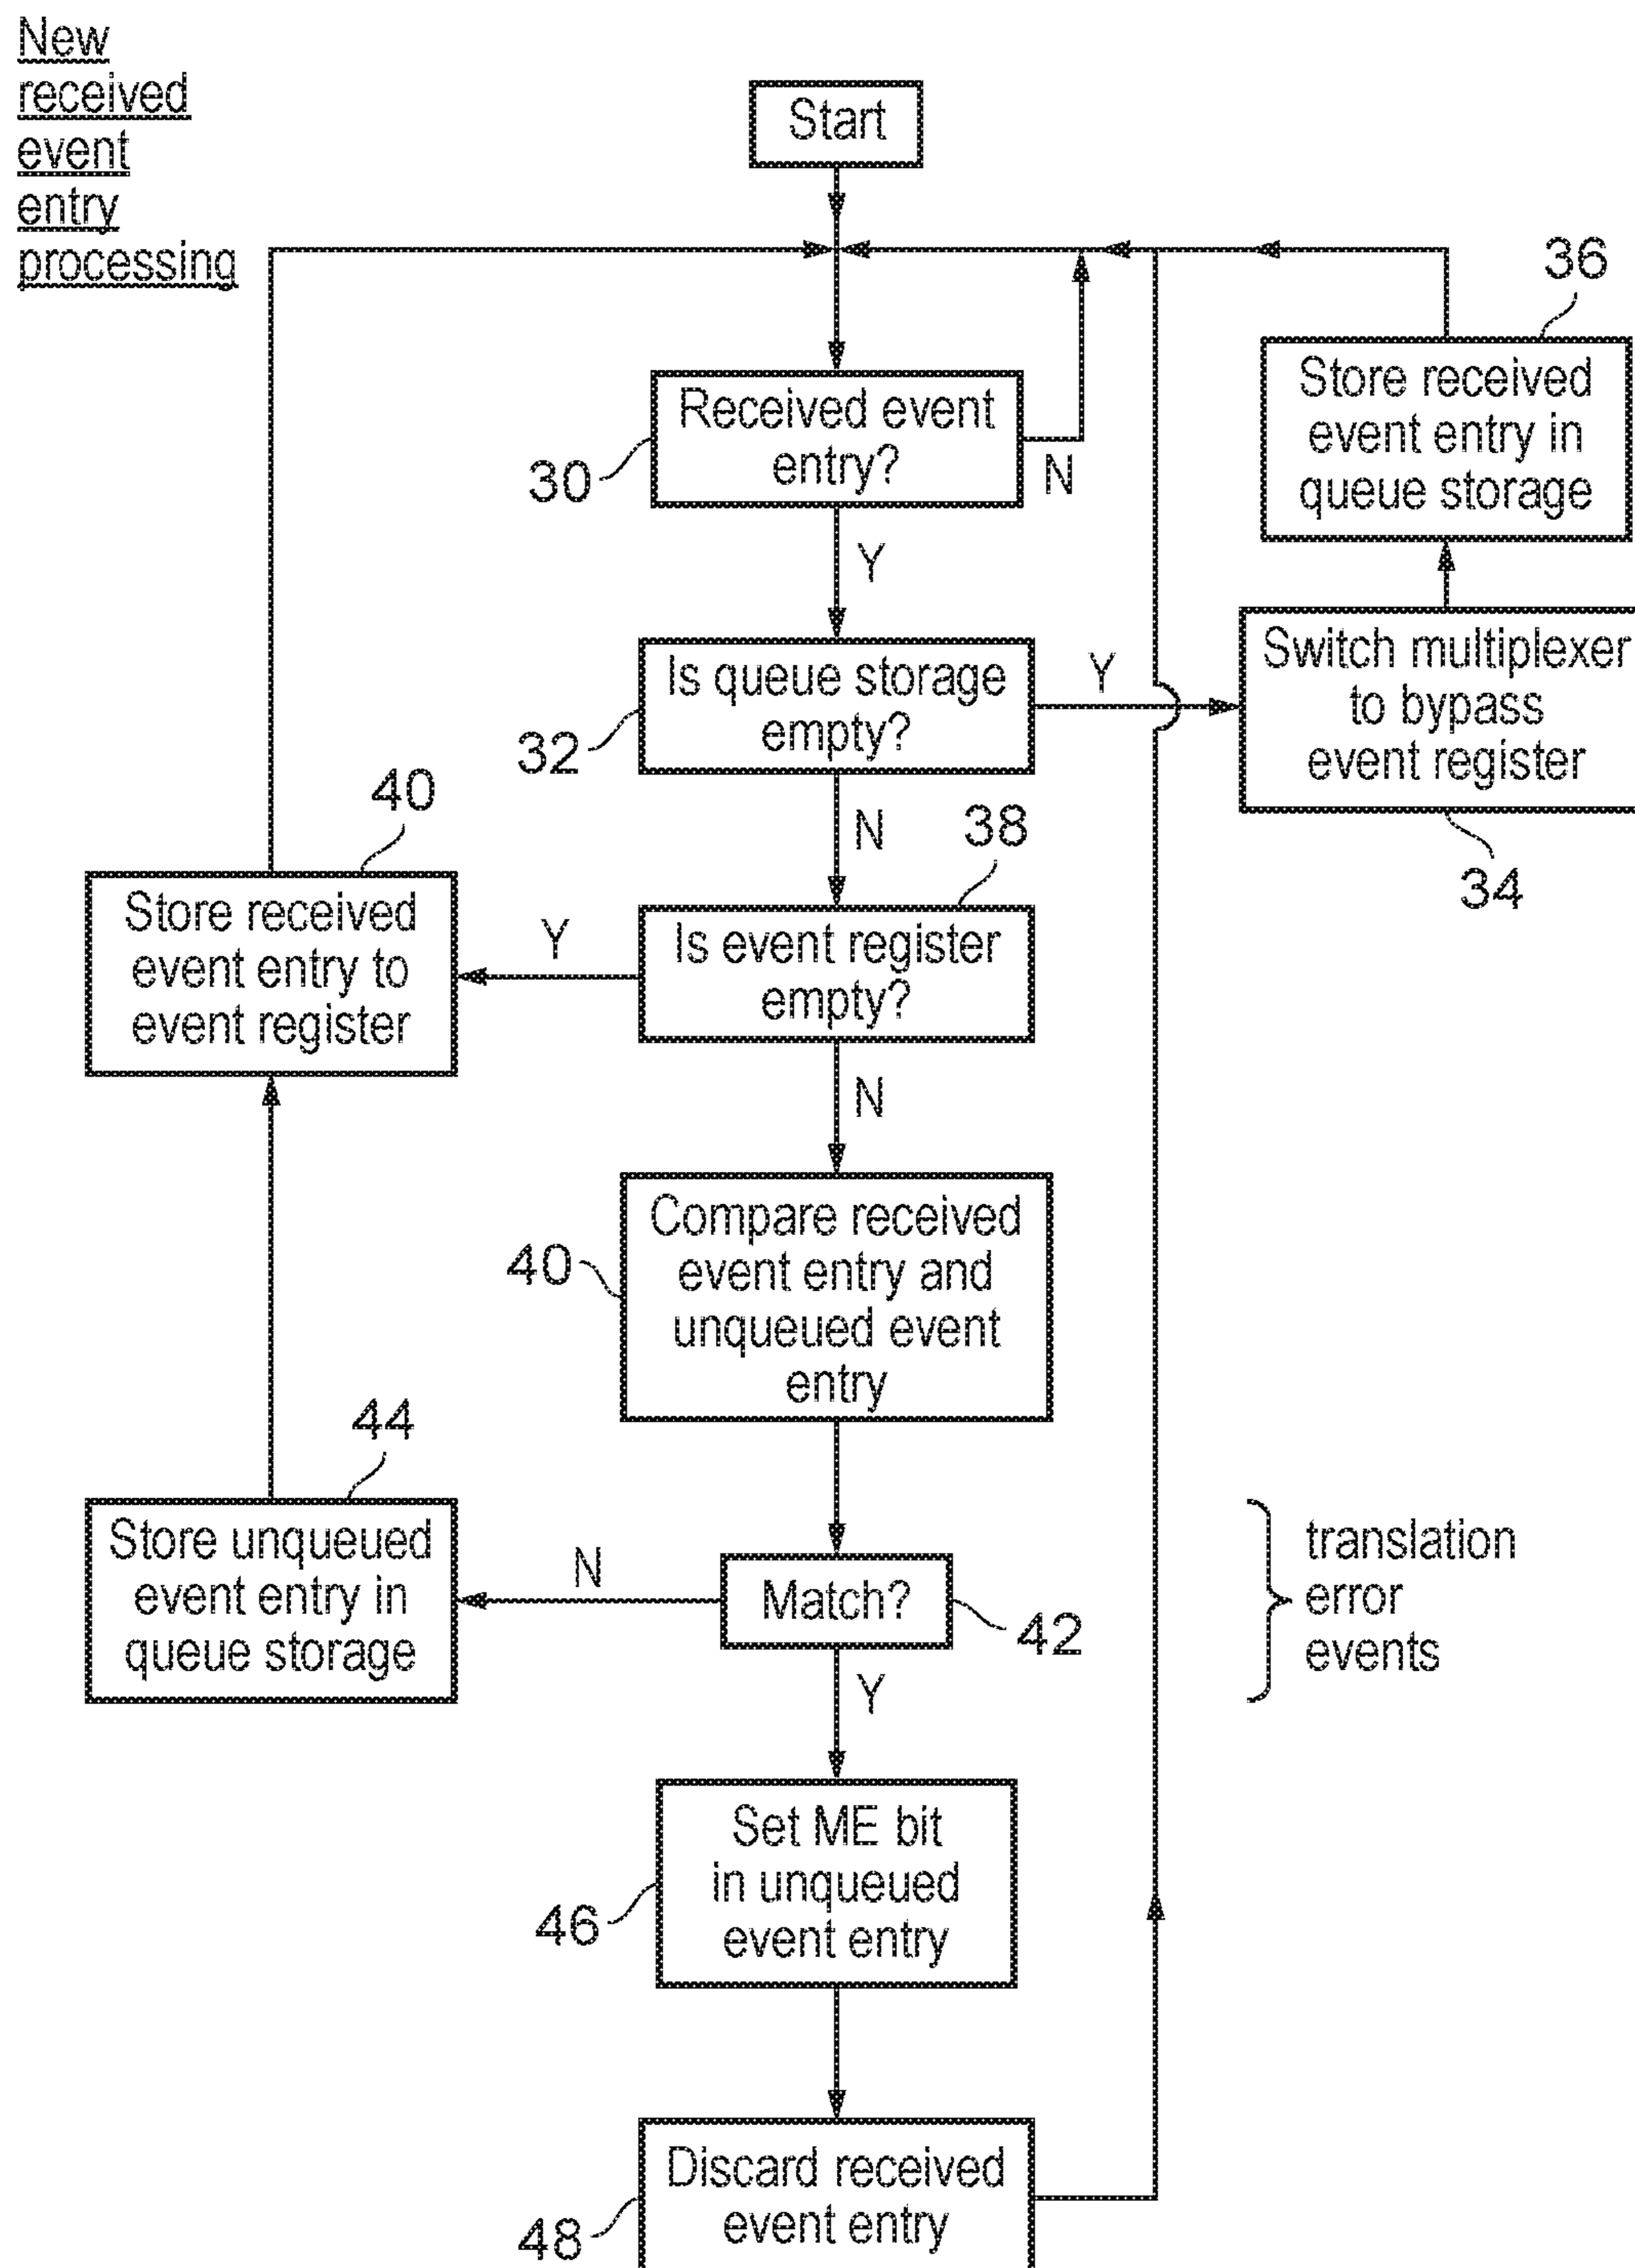 New
received
event
entry
processing
Start
36
Store received
event entry in
queue storage
Received event
entry?
30
N
Y
Is queue storage
empty?
32
Y
Switch multiplexer
to bypass
event register
34
N
38
40
Store received
event entry to
event register
Y
Is event register
empty?
N
Compare received
event entry and
unqueued event
entry
40
44
Store unqueued
event entry in
queue storage
N
Match?
42
translation
error
events
Y
Set ME bit
in unqueued
event entry
46
Discard received
event entry
48